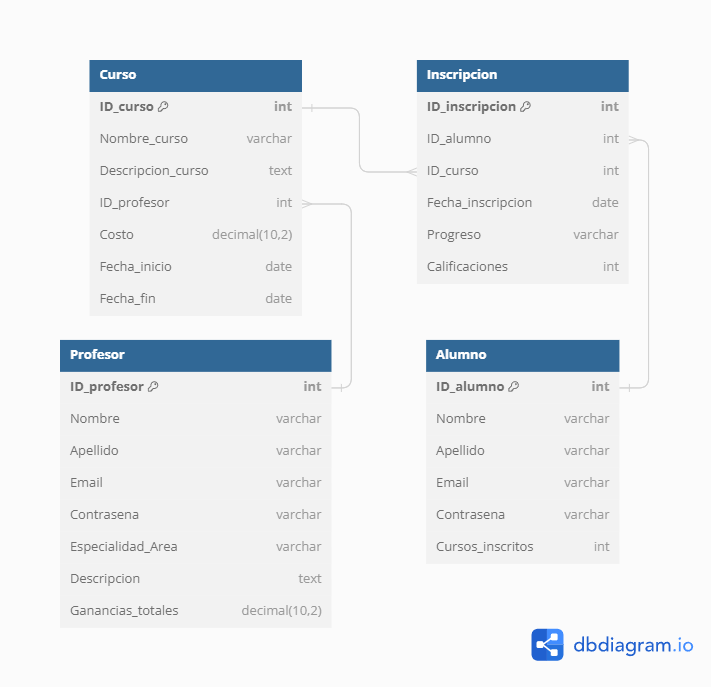 Curso
ID_curso int
Nombre_curso varchar
Descripcion_curso text
ID_profesor int
Costo decimal(10,2)
Fecha_inicio date
Fecha_fin date
Inscripcion
ID_inscripcion int
ID_alumno int
ID_curso int
Fecha_inscripcion date
Progreso varchar
Calificaciones int
Profesor
ID_profesor int
Nombre varchar
Apellido varchar
Email varchar
Contrasena varchar
Especialidad_Area varchar
Descripcion text
Ganancias_totales decimal(10,2)
Alumno
ID_alumno int
Nombre varchar
Apellido varchar
Email varchar
Contrasena varchar
Cursos_inscritos int
dbdiagram.io